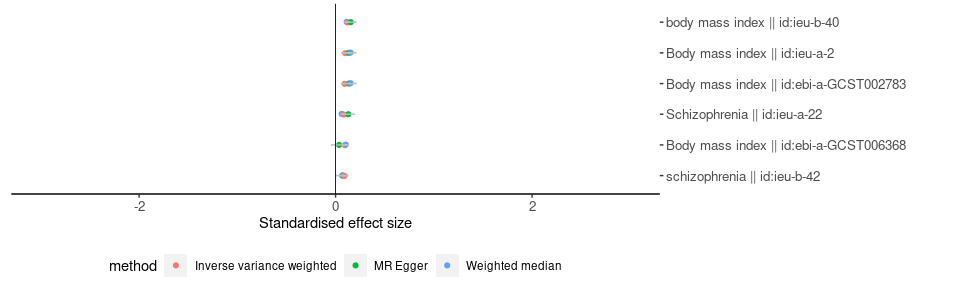 body mass index || id:ieu-b-40
Body mass index || id:ieu-a-2
Body mass index || id:ebi-a-GCST002783
Schizophrenia || id:ieu-a-22
Body mass index || id:ebi-a-GCST006368
schizophrenia || id:ieu-b-42
-2 0 2
Standardised effect size
method Inverse variance weighted MR Egger Weighted median